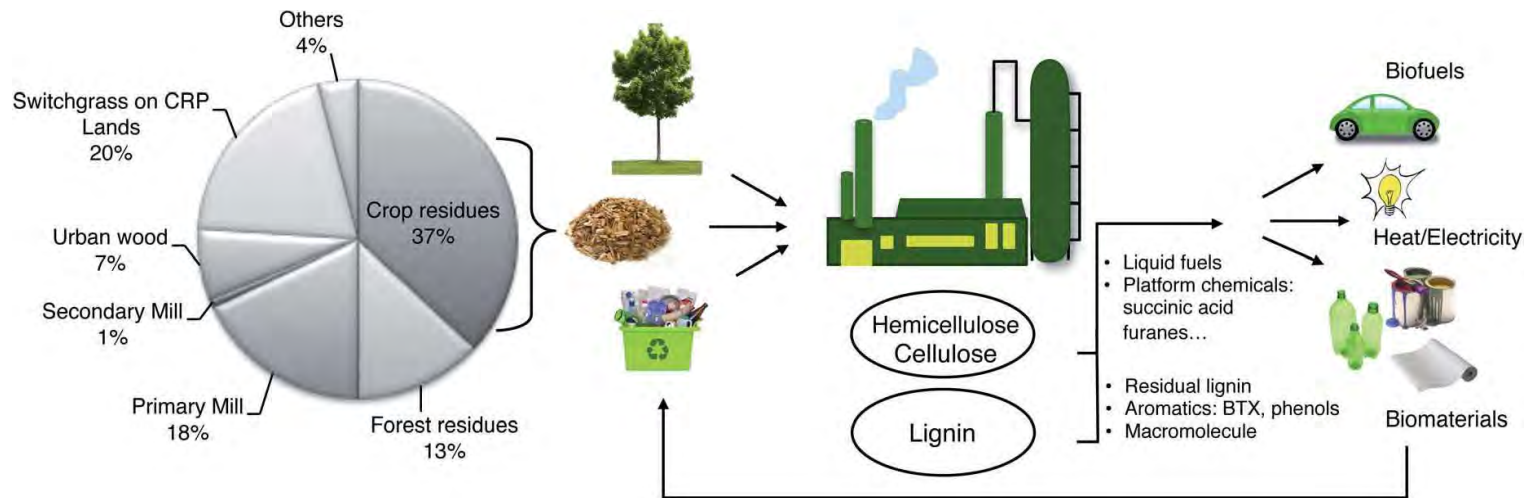 Others
4%
Switchgrass on CRP
Lands
20%
Urban wood
7%
Secondary Mill
1%
Primary Mill
18%
Forest residues
13%
Crop residues
37%
Hemicellulose
Cellulose
Lignin
• Liquid fuels
• Platform chemicals:
succinic acid
furanes…
• Residual lignin
• Aromatics: BTX, phenols
• Macromolecule
Biofuels
Heat/Electricity
Biomaterials